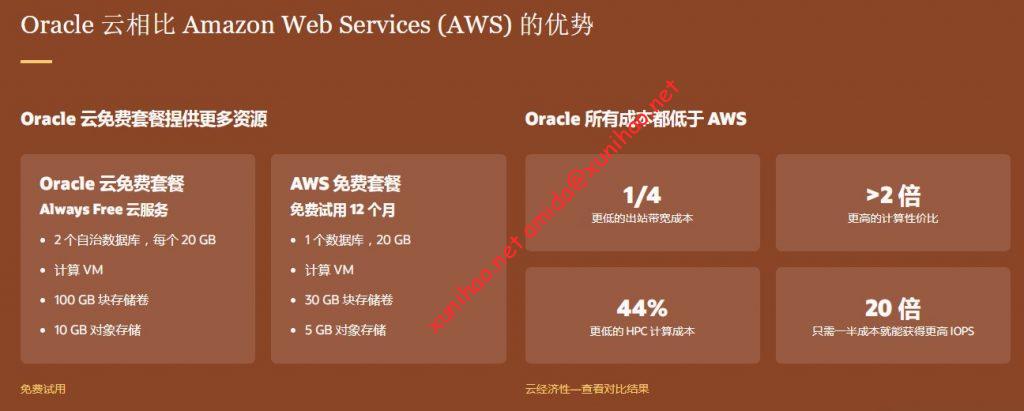 Oracle 云相比 Amazon Web Services (AWS) 的优势
Oracle 云免费套餐提供更多资源
Oracle 云免费套餐
Always Free 云服务
• 2 个自治数据库，每个 20 GB
• 计算 VM
• 100 GB 块存储卷
• 10 GB 对象存储
AWS 免费套餐
免费试用 12 个月
• 1 个数据库，20 GB
• 计算 VM
• 30 GB 块存储卷
• 5 GB 对象存储
免费试用
Oracle 所有成本都低于 AWS
1/4
更低的出站带宽成本
>2 倍
更高的计算性价比
44%
更低的 HPC 计算成本
20 倍
只需一半成本就能获得更高 IOPS
云经济性—查看对比结果
xunihao.net amida@xunihao.net